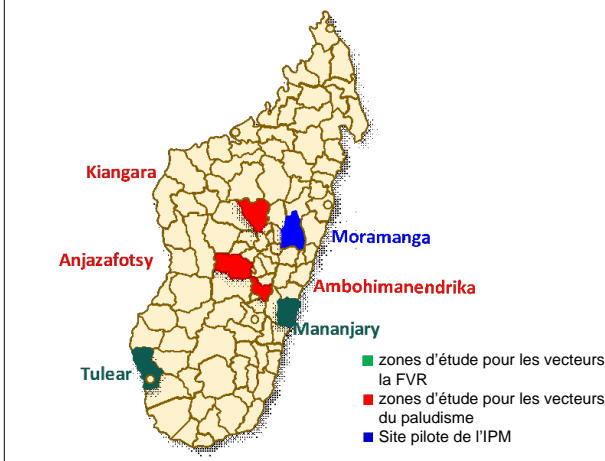 Kiangara
Moramanga
Anjazafotsy
Ambohimanendrika
Mananjary
Tulear
zones d'étude pour les vecteurs
la FVR
zones d'étude pour les vecteurs
du paludisme
Site pilote de l'IPM